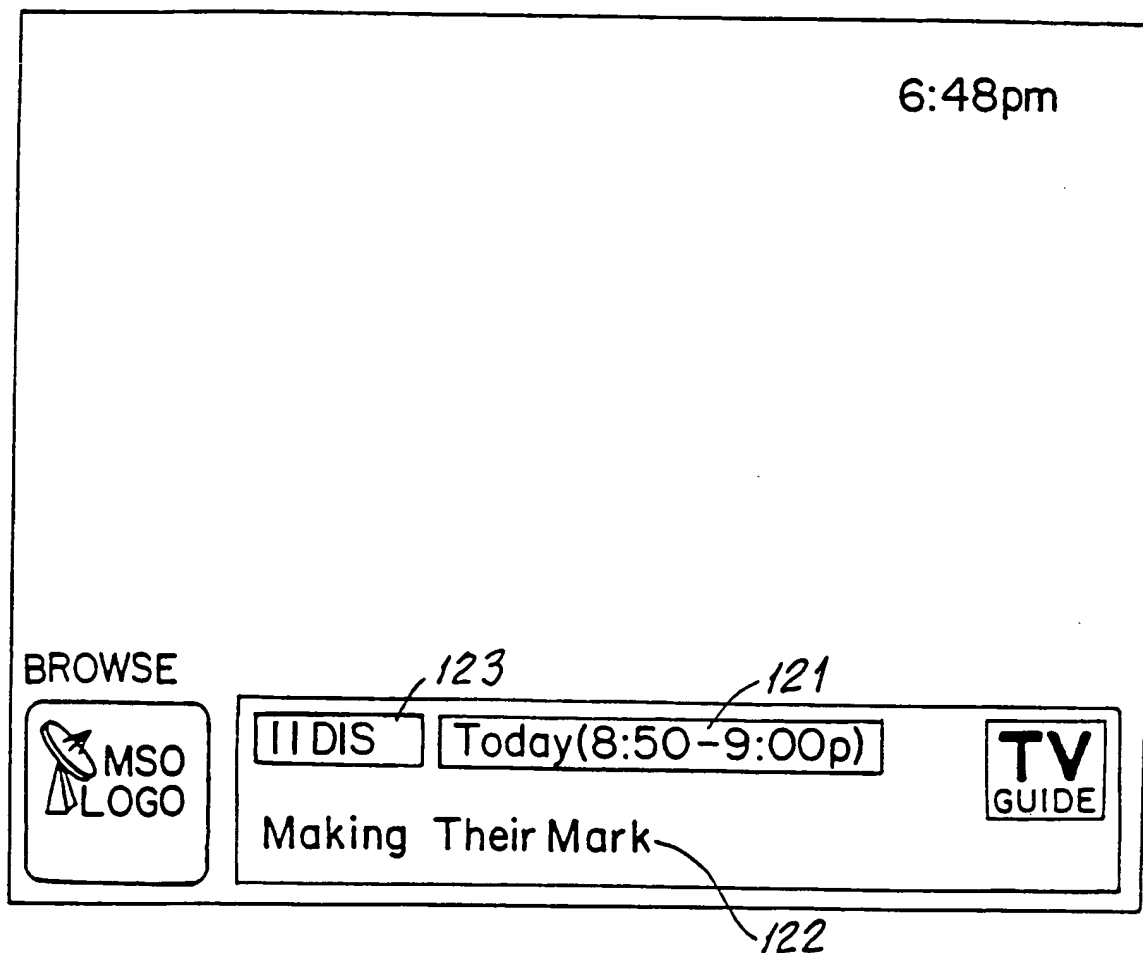 6:48pm
BROWSE
123
121
11 DIS
Today(8:50-9:00p)
TV
GUIDE
MSO
LOGO
Making Their Mark
122